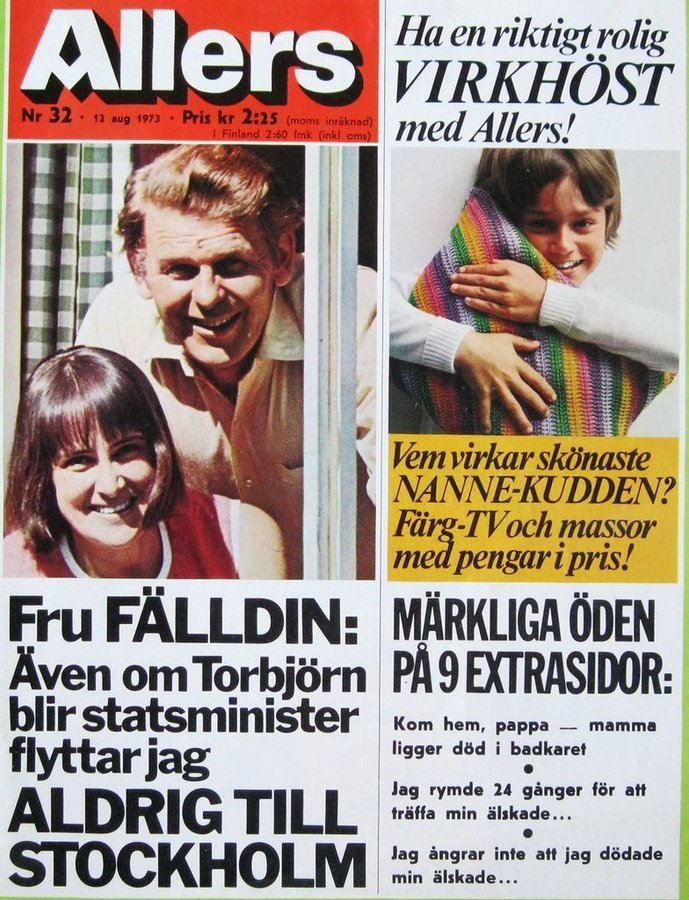 Allers
Nr 32 · 12 aug 1973 · Pris kr 2:25 (moms inräknad)
I Finland 2:60 fmk (inkl oms)
Ha en riktigt rolig
VIRKHÖST
med Allers!
Vem virkar skönaste
NANNE-KUDDEN?
Färg-TV och massor
med pengar i pris!
Fru FÄLLDIN:
Även om Torbjörn
blir statsminister
flyttar jag
ALDRIG TILL
STOCKHOLM
MÄRKLIGA ÖDEN
PÅ 9 EXTRASIDOR:
Kom hem, pappa — mamma
ligger död i badkaret
●
Jag rymde 24 gånger för att
träffa min älskade...
●
Jag ångrar inte att jag dödade
min älskade...